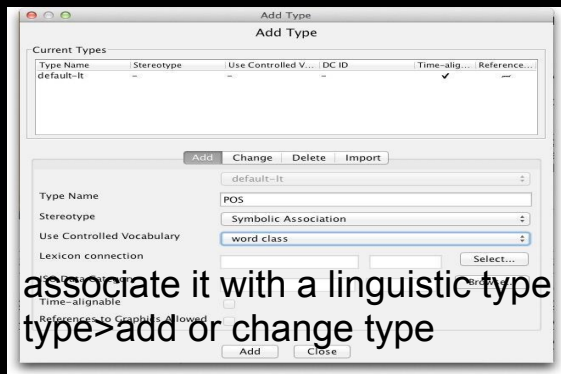 Add Type
Add Type
Current Types
Type Name Stereotype Use Controlled V... DC ID Time-alig... Reference...
default-lt - - - ✓ -
Add Change Delete Import
default-lt
Type Name POS
Stereotype Symbolic Association
Use Controlled Vocabulary word class
Lexicon connection Select...
ISO Data Category Browse...
associate it with a linguistic type
Time-alignable
References to Graphics Allowed
type>add or change type
Add Close